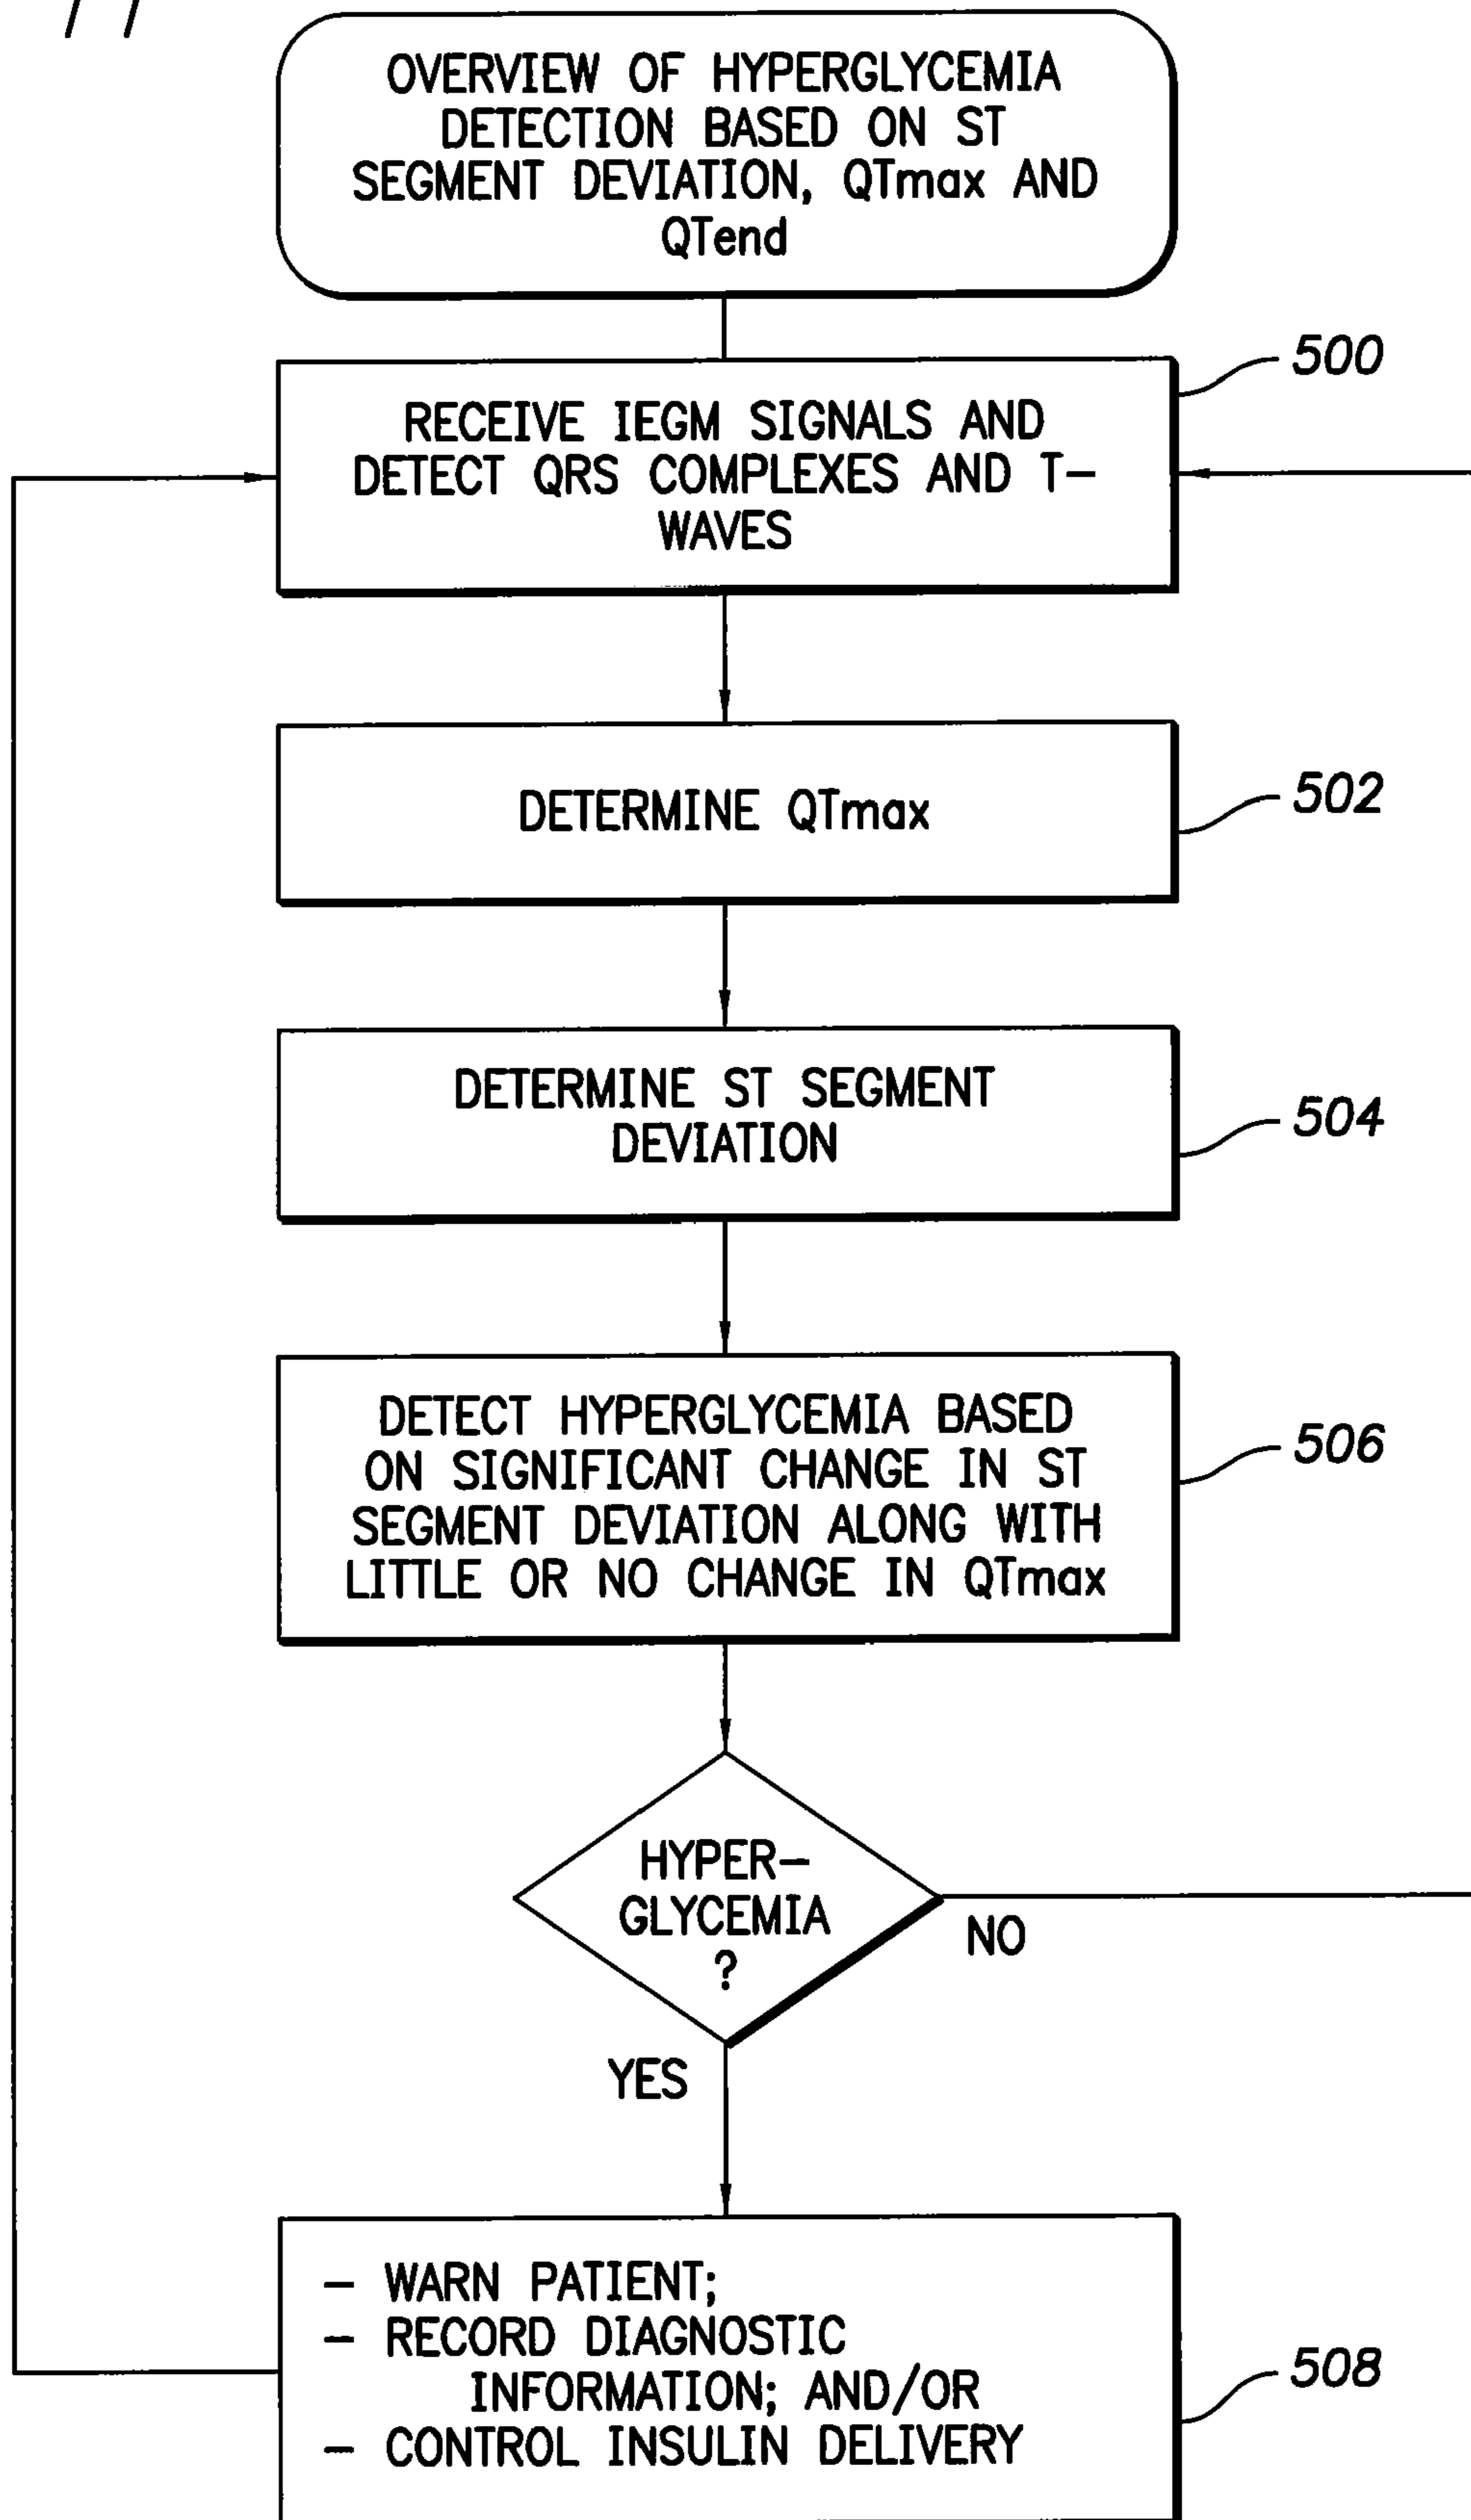 OVERVIEW OF HYPERGLYCEMIA
DETECTION BASED ON ST
SEGMENT DEVIATION, QTmax AND
QTend
500
RECEIVE IEGM SIGNALS AND
DETECT QRS COMPLEXES AND T-
WAVES
502
DETERMINE QTmax
504
DETERMINE ST SEGMENT
DEVIATION
506
DETECT HYPERGLYCEMIA BASED
ON SIGNIFICANT CHANGE IN ST
SEGMENT DEVIATION ALONG WITH
LITTLE OR NO CHANGE IN QTmax
HYPER-
GLYCEMIA
?
NO
YES
- WARN PATIENT;
- RECORD DIAGNOSTIC
INFORMATION; AND/OR
- CONTROL INSULIN DELIVERY
508